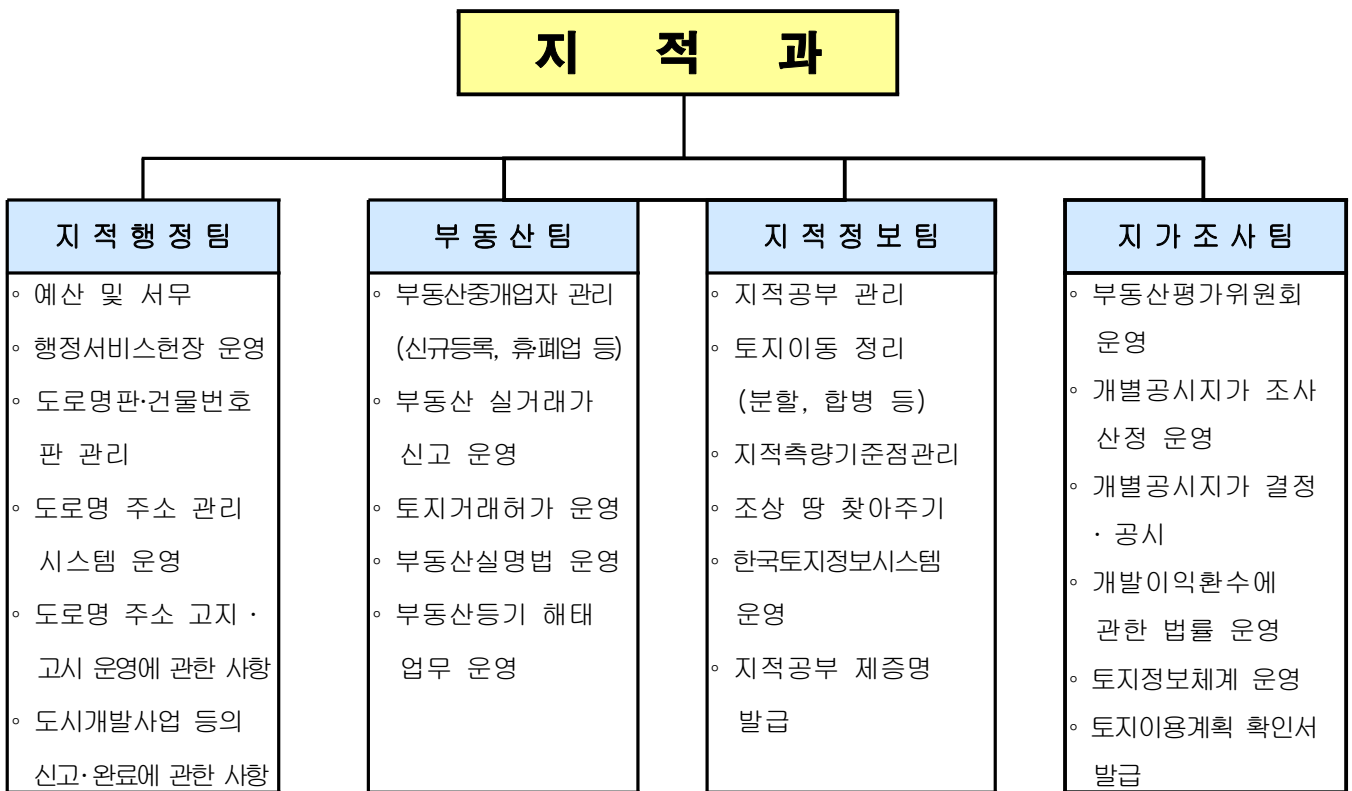 지 적 과
지 적 행 정 팀
◦ 예산 및 서무
◦ 행정서비스헌장 운영
◦ 도로명판·건물번호
판 관리
◦ 도로명 주소 관리
시스템 운영
◦ 도로명 주소 고지 ·
고시 운영에 관한 사항
◦ 도시개발사업 등의
신고·완료에 관한 사항
부 동 산 팀
◦ 부동산중개업자 관리
(신규등록, 휴·폐업 등)
◦ 부동산 실거래가
신고 운영
◦ 토지거래허가 운영
◦ 부동산실명법 운영
◦ 부동산등기 해태
업무 운영
지 적 정 보 팀
◦ 지적공부 관리
◦ 토지이동 정리
(분할, 합병 등)
◦ 지적측량기준점관리
◦ 조상 땅 찾아주기
◦ 한국토지정보시스템
운영
◦ 지적공부 제증명
발급
지 가 조 사 팀
◦ 부동산평가위원회
운영
◦ 개별공시지가 조사
산정 운영
◦ 개별공시지가 결정
· 공시
◦ 개발이익환수에
관한 법률 운영
◦ 토지정보체계 운영
◦ 토지이용계획 확인서
발급